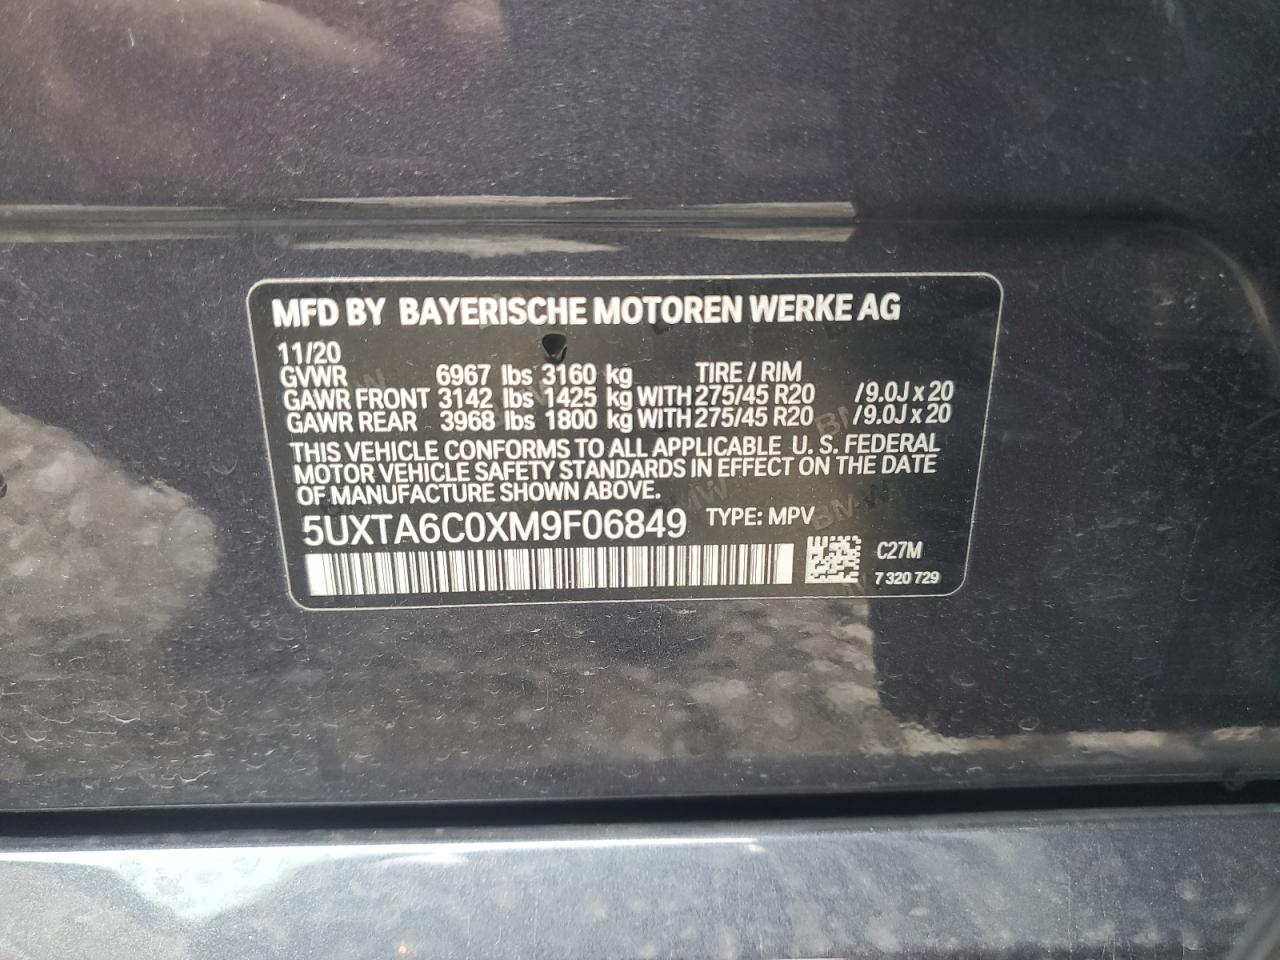 MFD BY BAYERISCHE MOTOREN WERKE AG
11/20
GVWR 6967 lbs 3160 kg TIRE / RIM
GAWR FRONT 3142 lbs 1425 kg WITH 275/45 R20 /9.0J x 20
GAWR REAR 3968 lbs 1800 kg WITH 275/45 R20 /9.0J x 20
THIS VEHICLE CONFORMS TO ALL APPLICABLE U.S. FEDERAL
MOTOR VEHICLE SAFETY STANDARDS IN EFFECT ON THE DATE
OF MANUFACTURE SHOWN ABOVE.
5UXTA6C0XM9F06849 TYPE: MPV
C27M
7 320 729